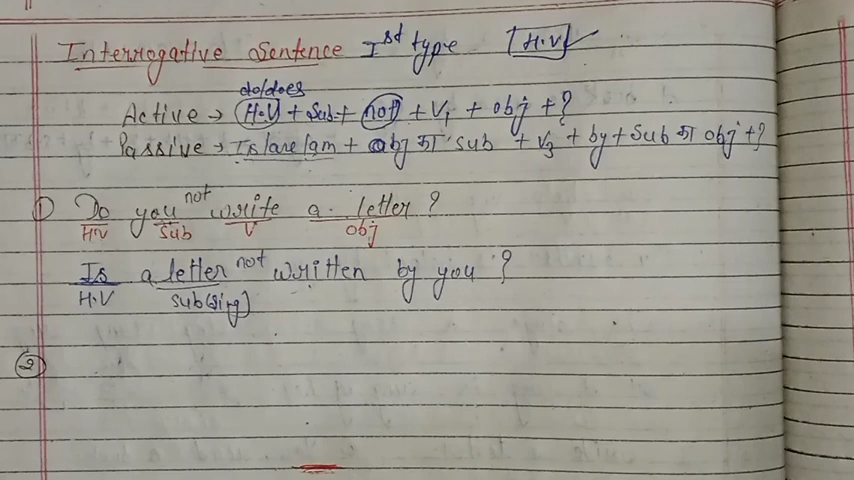 Interrogative Sentence Ist type [H.V]
do/does
Active → H.V + Sub + not + V1 + obj + ?
Passive → Is/are/am + obj का sub + V3 + by + Sub का obj + ?
① Do you not write a letter?
H.V Sub V obj
Is a letter not written by you?
H.V Sub(sing)
②